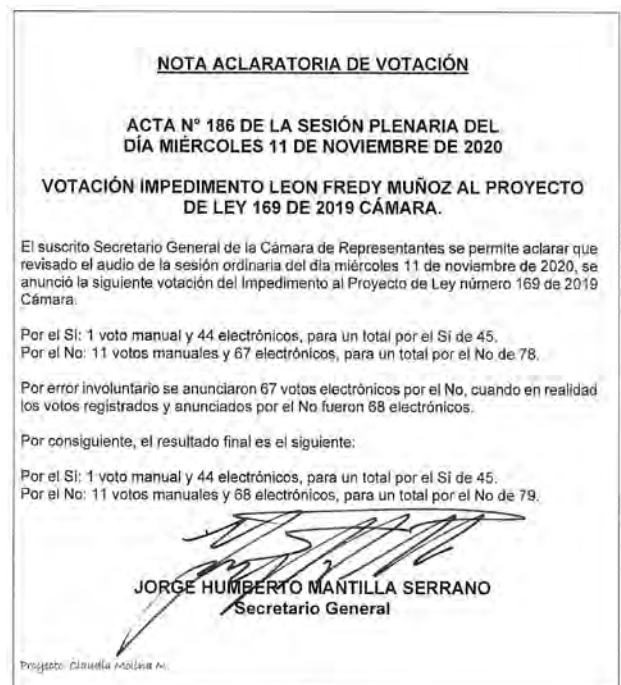 NOTA ACLARATORIA DE VOTACIÓN
ACTA N° 186 DE LA SESIÓN PLENARIA DEL
DÍA MIÉRCOLES 11 DE NOVIEMBRE DE 2020
VOTACIÓN IMPEDIMENTO LEON FREDY MUÑOZ AL PROYECTO
DE LEY 169 DE 2019 CÁMARA.
El suscrito Secretario General de la Cámara de Representantes se permite aclarar que
revisado el audio de la sesión ordinaria del día miércoles 11 de noviembre de 2020, se
anunció la siguiente votación del Impedimento al Proyecto de Ley número 169 de 2019
Cámara.
Por el Si: 1 voto manual y 44 electrónicos, para un total por el Si de 45.
Por el No: 11 votos manuales y 67 electrónicos, para un total por el No de 78.
Por error involuntario se anunciaron 67 votos electrónicos por el No, cuando en realidad
los votos registrados y anunciados por el No fueron 68 electrónicos.
Por consiguiente, el resultado final es el siguiente:
Por el Si: 1 voto manual y 44 electrónicos, para un total por el Si de 45.
Por el No: 11 votos manuales y 68 electrónicos, para un total por el No de 79.
JORGE HUMBERTO MANTILLA SERRANO
Secretario General
Proyecto: Claudia Molina M.